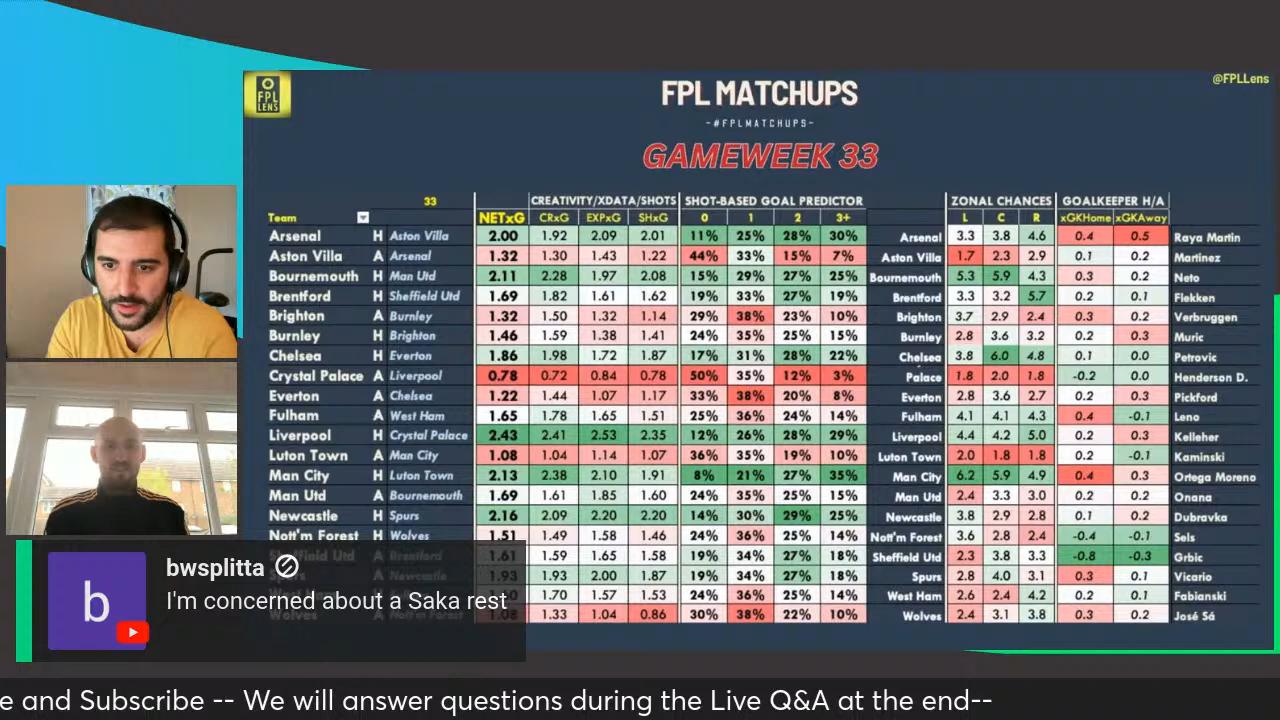 FPL
LENS
@FPLLens
FPL MATCHUPS
-#FPLMATCHUPS-
GAMEWEEK 33
33 CREATIVITY/XDATA/SHOTS SHOT-BASED GOAL PREDICTOR ZONAL CHANCES GOALKEEPER H/A
Team NETxG CRxG EXPxG SHxG 0 1 2 3+ L C R xGKHome xGKAway
Arsenal H Aston Villa 2.00 1.92 2.09 2.01 11% 25% 28% 30% Arsenal 3.3 3.8 4.6 0.4 0.5 Raya Martin
Aston Villa A Arsenal 1.32 1.30 1.43 1.22 44% 33% 15% 7% Aston Villa 1.7 2.3 2.9 0.1 0.2 Martinez
Bournemouth H Man Utd 2.11 2.28 1.97 2.08 15% 29% 27% 25% Bournemouth 5.3 5.9 4.3 0.3 0.2 Neto
Brentford H Sheffield Utd 1.69 1.82 1.61 1.62 19% 33% 27% 19% Brentford 3.3 3.2 5.7 0.2 0.1 Flekken
Brighton A Burnley 1.32 1.50 1.32 1.14 29% 38% 23% 10% Brighton 3.7 2.9 2.4 0.3 0.2 Verbruggen
Burnley H Brighton 1.46 1.59 1.38 1.41 24% 35% 25% 15% Burnley 2.8 3.6 3.2 0.2 0.3 Muric
Chelsea H Everton 1.86 1.98 1.72 1.87 17% 31% 28% 22% Chelsea 3.8 6.0 4.8 0.1 0.0 Petrovic
Crystal Palace A Liverpool 0.78 0.72 0.84 0.78 50% 35% 12% 3% Palace 1.8 2.0 1.8 -0.2 0.0 Henderson D.
Everton A Chelsea 1.22 1.44 1.07 1.17 33% 38% 20% 8% Everton 2.8 3.6 2.7 0.2 0.3 Pickford
Fulham A West Ham 1.65 1.78 1.65 1.51 25% 36% 24% 14% Fulham 4.1 4.1 4.3 0.4 -0.1 Leno
Liverpool H Crystal Palace 2.43 2.41 2.53 2.35 12% 26% 28% 29% Liverpool 4.4 4.2 5.0 0.2 0.3 Kelleher
Luton Town A Man City 1.08 1.04 1.14 1.07 36% 35% 19% 10% Luton Town 2.0 1.8 1.8 0.2 -0.1 Kaminski
Man City H Luton Town 2.13 2.38 2.10 1.91 8% 21% 27% 35% Man City 6.2 5.9 4.9 0.4 0.3 Ortega Moreno
Man Utd A Bournemouth 1.69 1.61 1.85 1.60 24% 35% 25% 15% Man Utd 2.4 3.3 3.0 0.2 0.2 Onana
Newcastle H Spurs 2.16 2.09 2.20 2.20 14% 30% 29% 25% Newcastle 3.8 2.9 2.8 0.1 0.2 Dubravka
Nott'm Forest H Wolves 1.51 1.49 1.58 1.46 24% 36% 25% 14% Nott'm Forest 3.6 2.8 2.4 -0.4 -0.1 Sels
Sheffield Utd A Brentford 1.61 1.59 1.65 1.58 19% 34% 27% 18% Sheffield Utd 2.3 3.8 3.3 -0.8 -0.3 Grbic
Spurs A Newcastle 1.93 1.93 2.00 1.87 19% 34% 27% 18% Spurs 2.8 4.0 3.1 0.3 0.1 Vicario
1.70 1.57 1.53 24% 36% 25% 14% West Ham 2.6 2.4 4.2 0.2 0.1 Fabianski
Wolves A Nott'm Forest 1.08 1.33 1.04 0.86 30% 38% 22% 10% Wolves 2.4 3.1 3.8 0.3 0.2 José Sá
b
bwsplitta
I'm concerned about a Saka rest
e and Subscribe -- We will answer questions during the Live Q&A at the end--